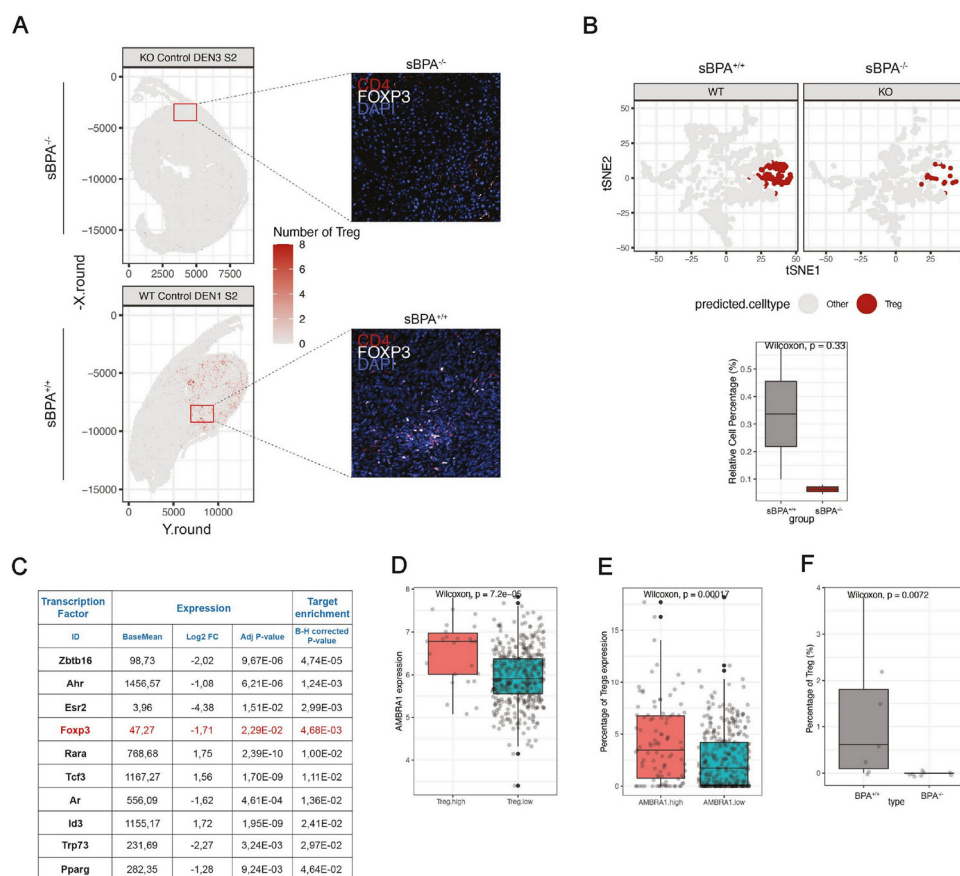 A
KO Control DEN3 S2
0
−5000
−10000
−15000
0 2500 5000 7500
sBPA-/-
sBPA-/-
CD4
FOXP3
DAPI
Number of Treg
8
6
4
2
0
-X.round
WT Control DEN1 S2
0
−5000
−10000
−15000
0 5000 10000
Y.round
sBPA+/+
sBPA+/+
CD4
FOXP3
DAPI
B
sBPA+/+ sBPA-/-
WT KO
50
25
0
−25
−50
tSNE2
−50 −25 0 25 50 −50 −25 0 25 50
tSNE1
predicted.celltype Other Treg
Wilcoxon, p = 0.33
Relative Cell Percentage (%)
0.5
0.4
0.3
0.2
0.1
sBPA+/+ sBPA-/-
group
C
Transcription Factor Expression Target enrichment
ID BaseMean Log2 FC Adj P-value B-H corrected P-value
Zbtb16 98,73 -2,02 9,67E-06 4,74E-05
Ahr 1456,57 -1,08 6,21E-06 1,24E-03
Esr2 3,96 -4,38 1,51E-02 2,99E-03
Foxp3 47,27 -1,71 2,29E-02 4,68E-03
Rara 768,68 1,75 2,39E-10 1,00E-02
Tcf3 1167,27 1,56 1,70E-09 1,11E-02
Ar 556,09 -1,62 4,61E-04 1,36E-02
Id3 1155,17 1,72 1,95E-09 2,41E-02
Trp73 231,69 -2,27 3,24E-03 2,97E-02
Pparg 282,35 -1,28 9,24E-03 4,64E-02
D
Wilcoxon, p = 7.2e−05
AMBRA1 expression
8
7
6
5
4
Treg.high Treg.low
E
Wilcoxon, p = 0.00017
Percentage of Tregs expression
15
10
5
0
AMBRA1.high AMBRA1.low
F
Wilcoxon, p = 0.0072
Percentage of Treg (%)
4
3
2
1
0
BPA+/+ BPA-/-
type